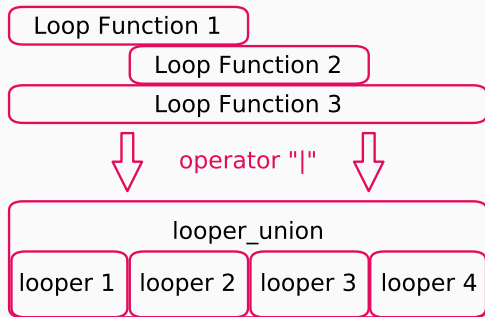 Loop Function 1
Loop Function 2
Loop Function 3
operator "|"
looper_union
looper 1 looper 2 looper 3 looper 4